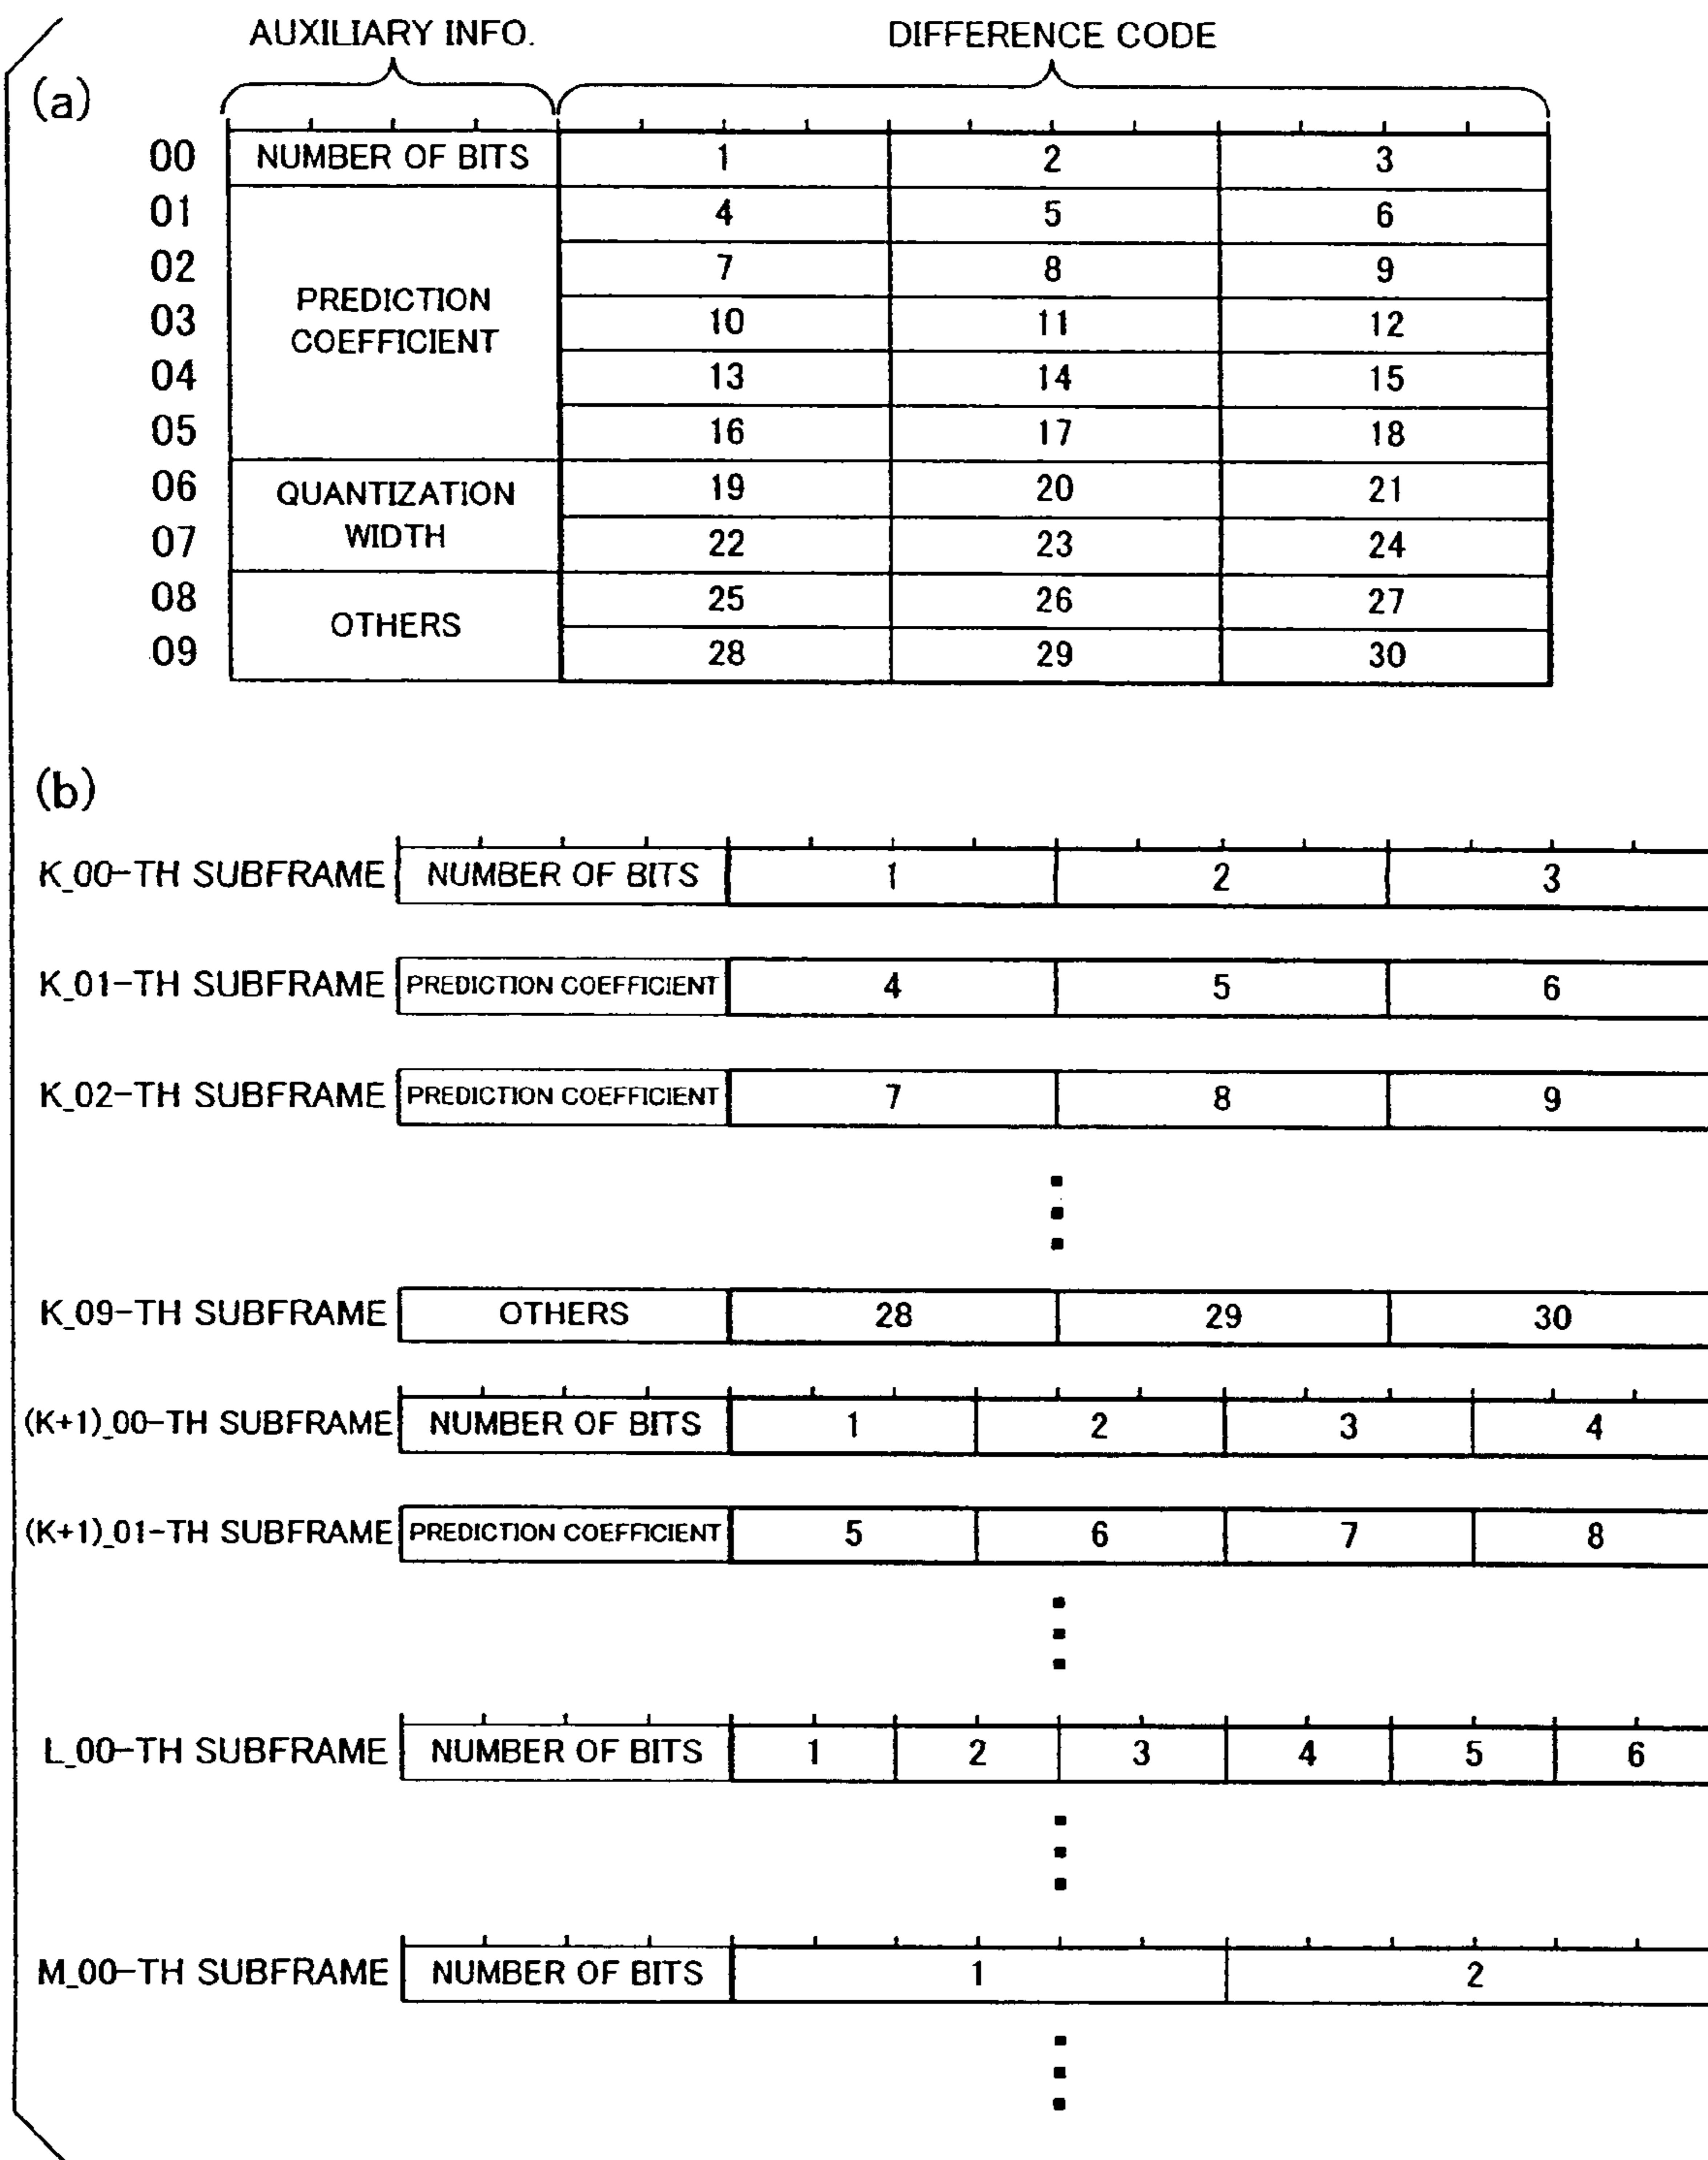 AUXILIARY INFO. DIFFERENCE CODE
(a)
00 NUMBER OF BITS 1 2 3
01 4 5 6
02 7 8 9
PREDICTION
03 10 11 12
COEFFICIENT
04 13 14 15
05 16 17 18
06 QUANTIZATION 19 20 21
07 WIDTH 22 23 24
08 25 26 27
OTHERS
09 28 29 30
(b)
K_00-TH SUBFRAME NUMBER OF BITS 1 2 3
K_01-TH SUBFRAME PREDICTION COEFFICIENT 4 5 6
K_02-TH SUBFRAME PREDICTION COEFFICIENT 7 8 9
K_09-TH SUBFRAME OTHERS 28 29 30
(K+1)_00-TH SUBFRAME NUMBER OF BITS 1 2 3 4
(K+1)_01-TH SUBFRAME PREDICTION COEFFICIENT 5 6 7 8
L_00-TH SUBFRAME NUMBER OF BITS 1 2 3 4 5 6
M_00-TH SUBFRAME NUMBER OF BITS 1 2